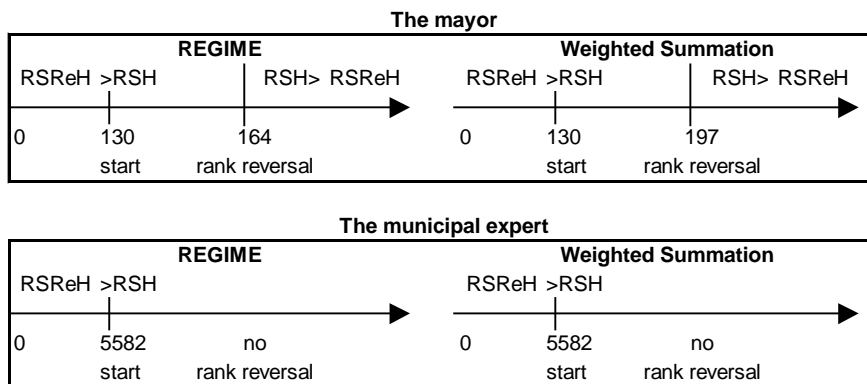 The mayor
REGIME Weighted Summation
RSReH >RSH RSH> RSReH RSReH >RSH RSH> RSReH
0 130 164 0 130 197
start rank reversal start rank reversal
The municipal expert
REGIME Weighted Summation
RSReH >RSH RSReH >RSH
0 5582 no 0 5582 no
start rank reversal start rank reversal